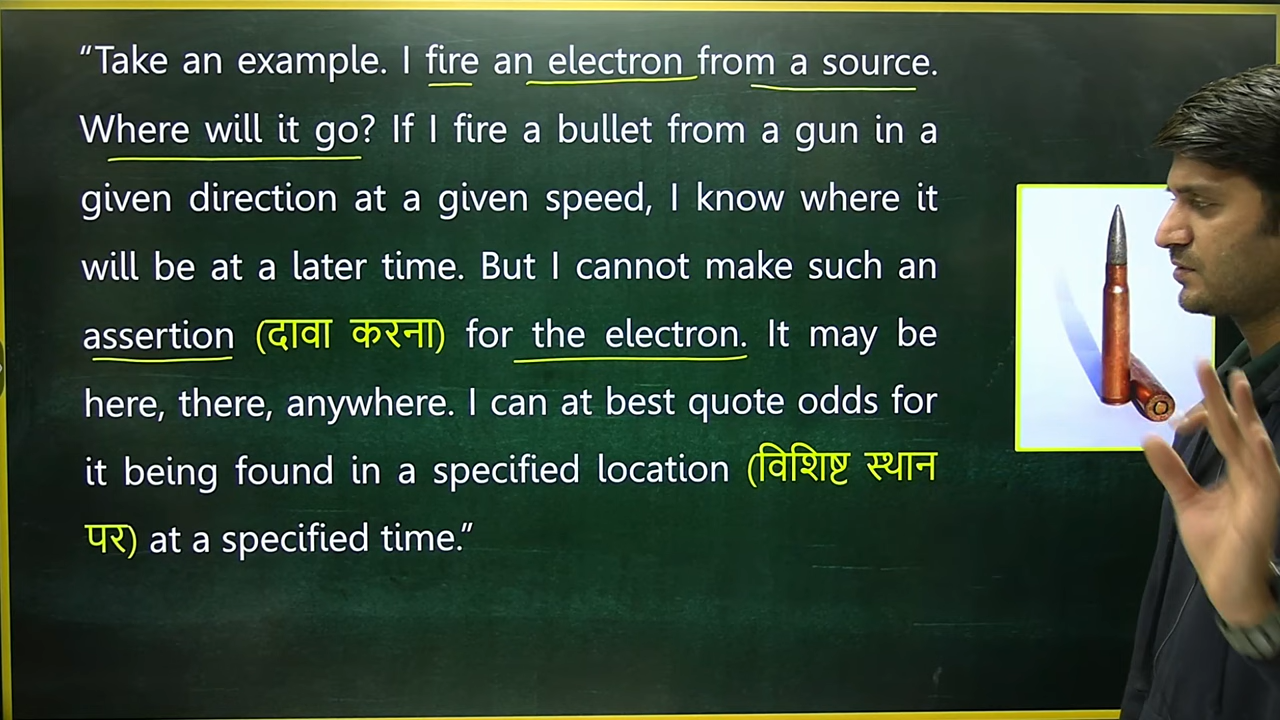 “Take an example. I fire an electron from a source.
Where will it go? If I fire a bullet from a gun in a
given direction at a given speed, I know where it
will be at a later time. But I cannot make such an
assertion (दावा करना) for the electron. It may be
here, there, anywhere. I can at best quote odds for
it being found in a specified location (विशिष्ट स्थान
पर) at a specified time.”